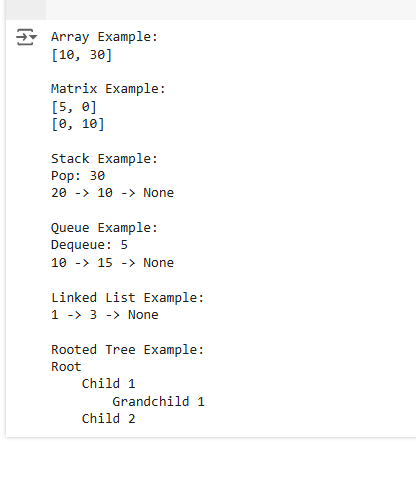 Array Example:
[10, 30]
Matrix Example:
[5, 0]
[0, 10]
Stack Example:
Pop: 30
20 -> 10 -> None
Queue Example:
Dequeue: 5
10 -> 15 -> None
Linked List Example:
1 -> 3 -> None
Rooted Tree Example:
Root
    Child 1
        Grandchild 1
    Child 2